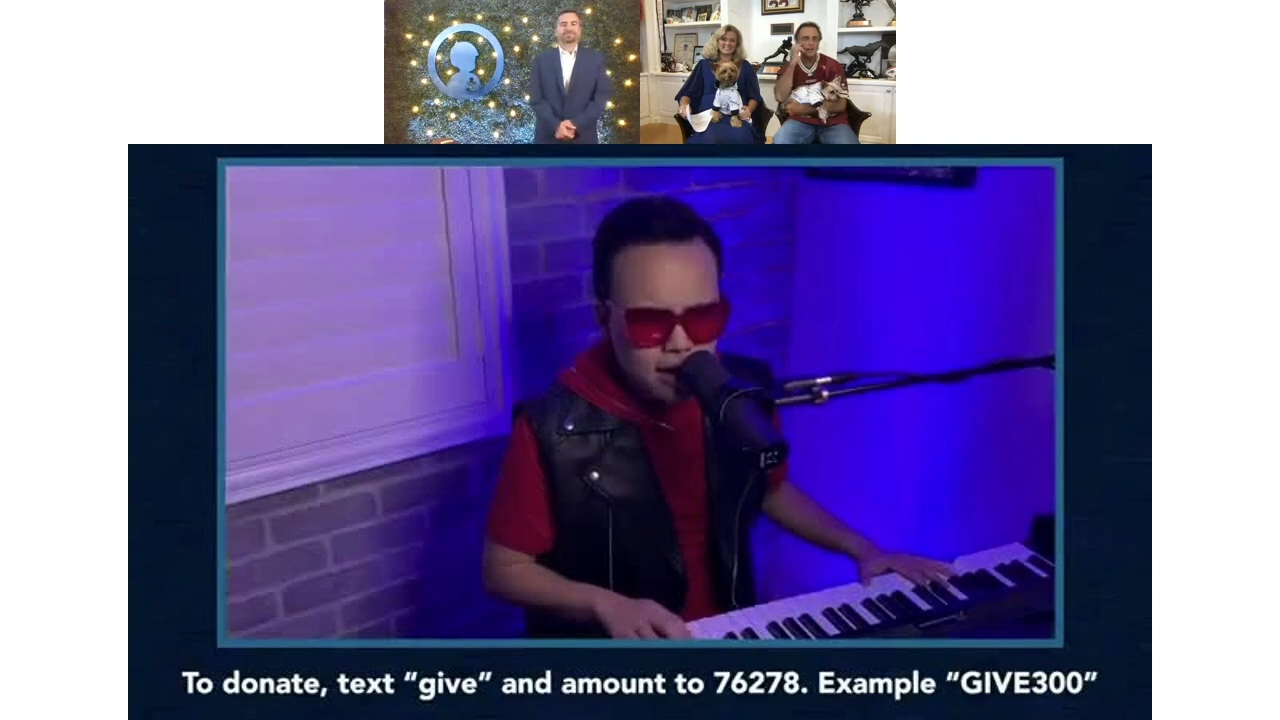 To donate, text “give” and amount to 76278. Example “GIVE300”